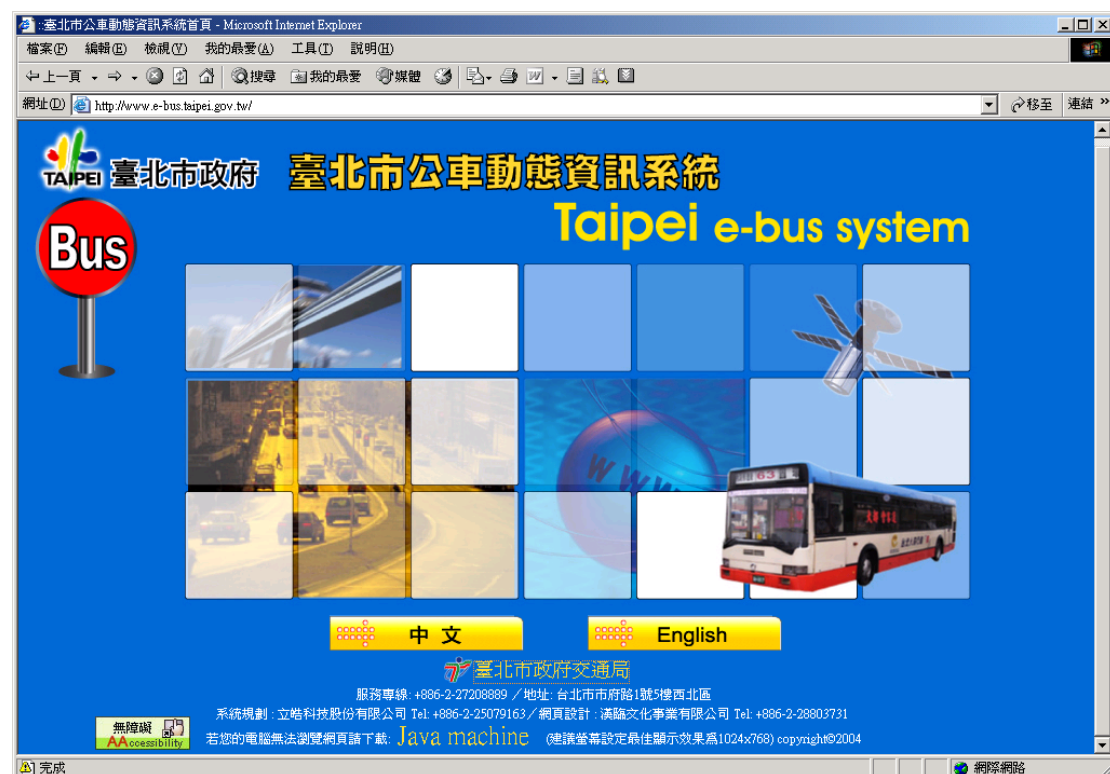 ::臺北市公車動態資訊系統首頁 - Microsoft Internet Explorer
檔案(F) 編輯(E) 檢視(V) 我的最愛(A) 工具(T) 說明(H)
上一頁 搜尋 我的最愛 媒體
網址(D) http://www.e-bus.taipei.gov.tw/ 移至 連結 »
TAIPEI 臺北市政府 臺北市公車動態資訊系統
Taipei e-bus system
Bus
WWW
63
中文 English
臺北市政府交通局
服務專線: +886-2-27208889 ／地址: 台北市市府路1號5樓西北區
系統規劃 : 立皓科技股份有限公司 Tel: +886-2-25079163／網頁設計 : 漢臨文化事業有限公司 Tel: +886-2-28803731
無障礙
AAccessibility
若您的電腦無法瀏覽網頁請下載: Java machine (建議螢幕設定最佳顯示效果為1024x768) copyright©2004
完成 網際網路